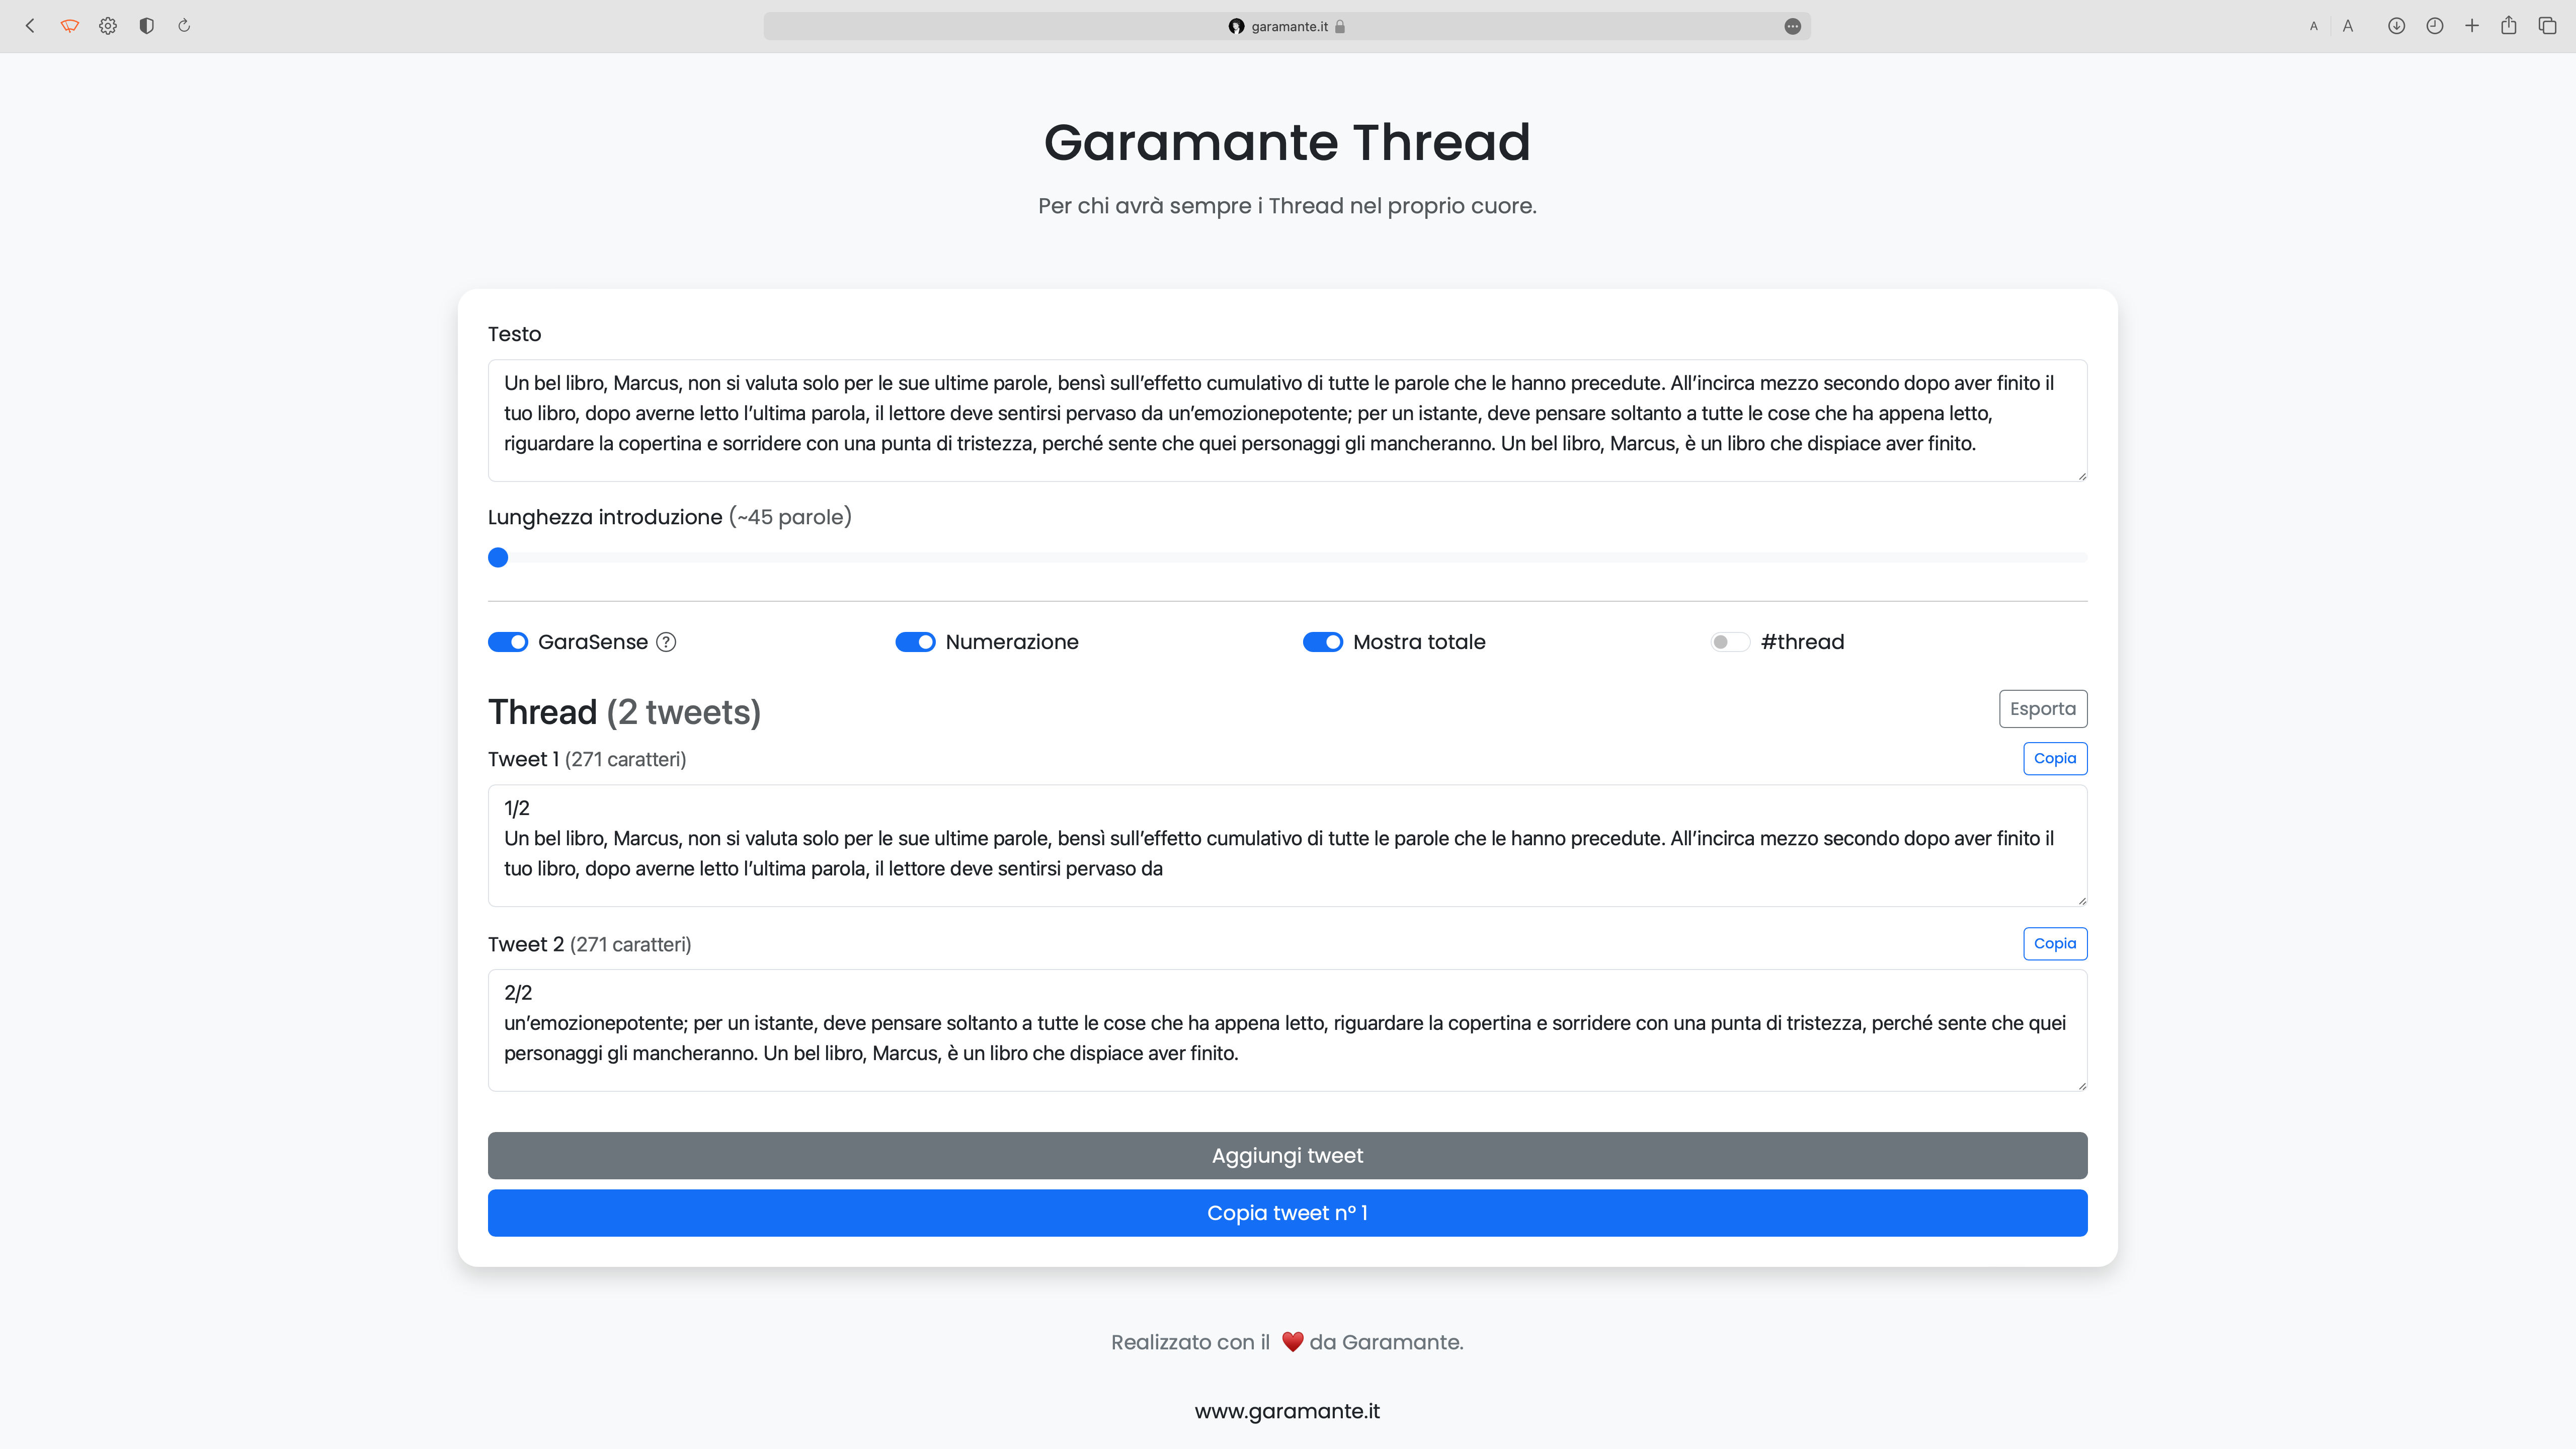 garamante.it
A A
Garamante Thread
Per chi avrà sempre i Thread nel proprio cuore.
Testo
Un bel libro, Marcus, non si valuta solo per le sue ultime parole, bensì sull’effetto cumulativo di tutte le parole che le hanno precedute. All’incirca mezzo secondo dopo aver finito il
tuo libro, dopo averne letto l’ultima parola, il lettore deve sentirsi pervaso da un’emozionepotente; per un istante, deve pensare soltanto a tutte le cose che ha appena letto,
riguardare la copertina e sorridere con una punta di tristezza, perché sente che quei personaggi gli mancheranno. Un bel libro, Marcus, è un libro che dispiace aver finito.
Lunghezza introduzione (~45 parole)
GaraSense ? Numerazione Mostra totale #thread
Thread (2 tweets) Esporta
Tweet 1 (271 caratteri) Copia
1/2
Un bel libro, Marcus, non si valuta solo per le sue ultime parole, bensì sull’effetto cumulativo di tutte le parole che le hanno precedute. All’incirca mezzo secondo dopo aver finito il
tuo libro, dopo averne letto l’ultima parola, il lettore deve sentirsi pervaso da
Tweet 2 (271 caratteri) Copia
2/2
un’emozionepotente; per un istante, deve pensare soltanto a tutte le cose che ha appena letto, riguardare la copertina e sorridere con una punta di tristezza, perché sente che quei
personaggi gli mancheranno. Un bel libro, Marcus, è un libro che dispiace aver finito.
Aggiungi tweet
Copia tweet n° 1
Realizzato con il ❤️ da Garamante.
www.garamante.it